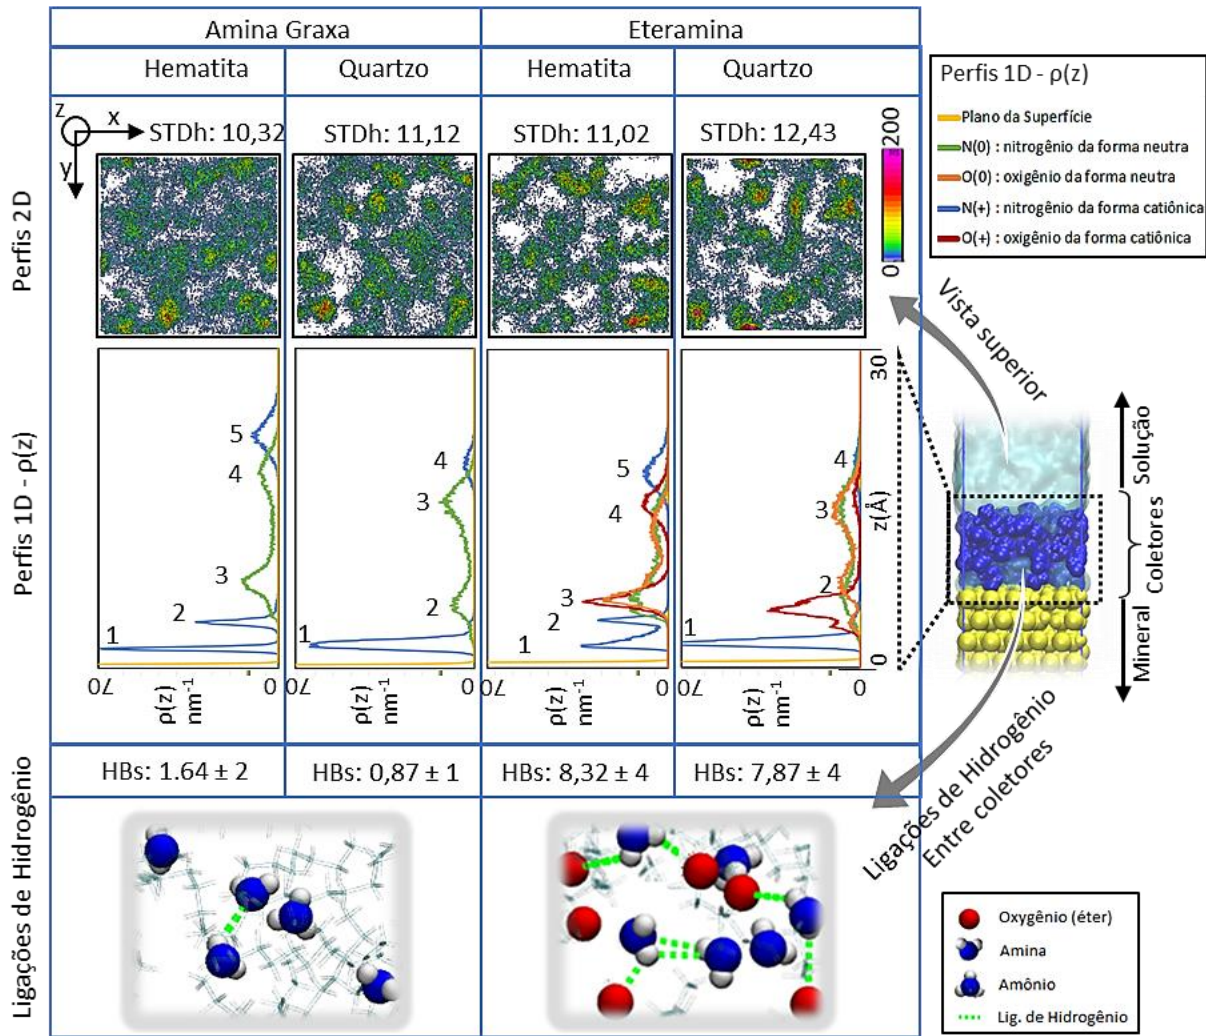 Amina Graxa
Eteramina
Hematita
Quartzo
Hematita
Quartzo
Perfis 2D
z
x
y
STDh: 10,32
STDh: 11,12
STDh: 11,02
STDh: 12,43
200
0
Perfis 1D - ρ(z)
Plano da Superfície
N(0) : nitrogênio da forma neutra
O(0) : oxigênio da forma neutra
N(+) : nitrogênio da forma catiônica
O(+) : oxigênio da forma catiônica
Vista superior
Perfis 1D - ρ(z)
5
4
3
2
1
4
3
2
1
5
4
3
2
1
4
3
2
1
30
z(Å)
0
70
0
ρ(z)
nm-1
70
0
ρ(z)
nm-1
70
0
ρ(z)
nm-1
70
0
ρ(z)
nm-1
Solução
Coletores
Mineral
Ligações de Hidrogênio
Entre coletores
Ligações de Hidrogênio
HBs: 1.64 ± 2
HBs: 0,87 ± 1
HBs: 8,32 ± 4
HBs: 7,87 ± 4
Oxygênio (éter)
Amina
Amônio
Lig. de Hidrogênio